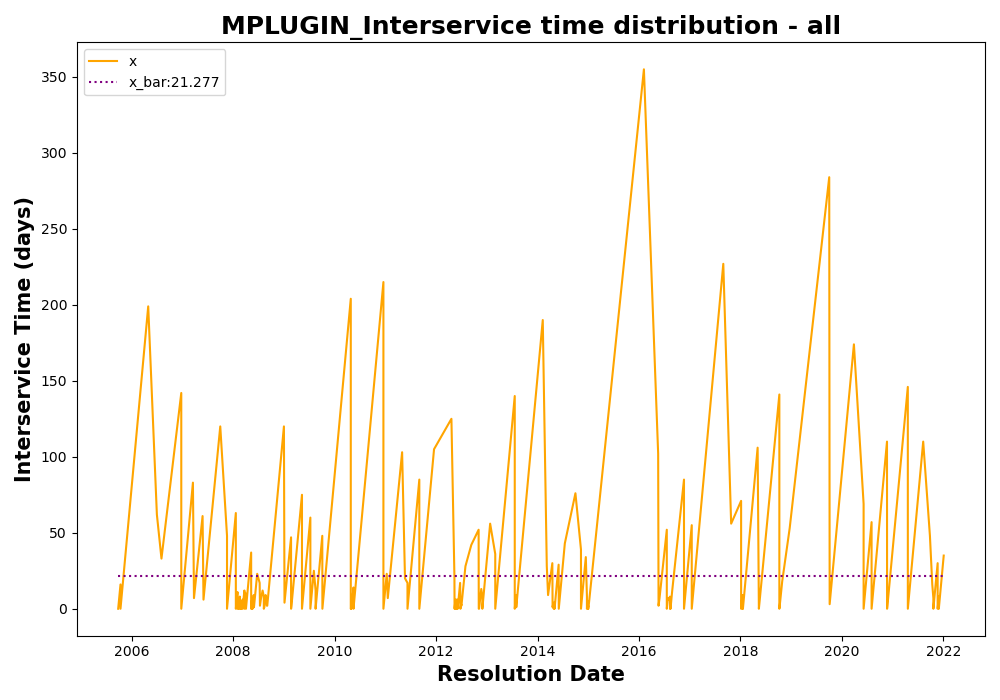 MPLUGIN_Interservice time distribution - all
x
x_bar:21.277
Interservice Time (days)
350
300
250
200
150
100
50
0
2006 2008 2010 2012 2014 2016 2018 2020 2022
Resolution Date